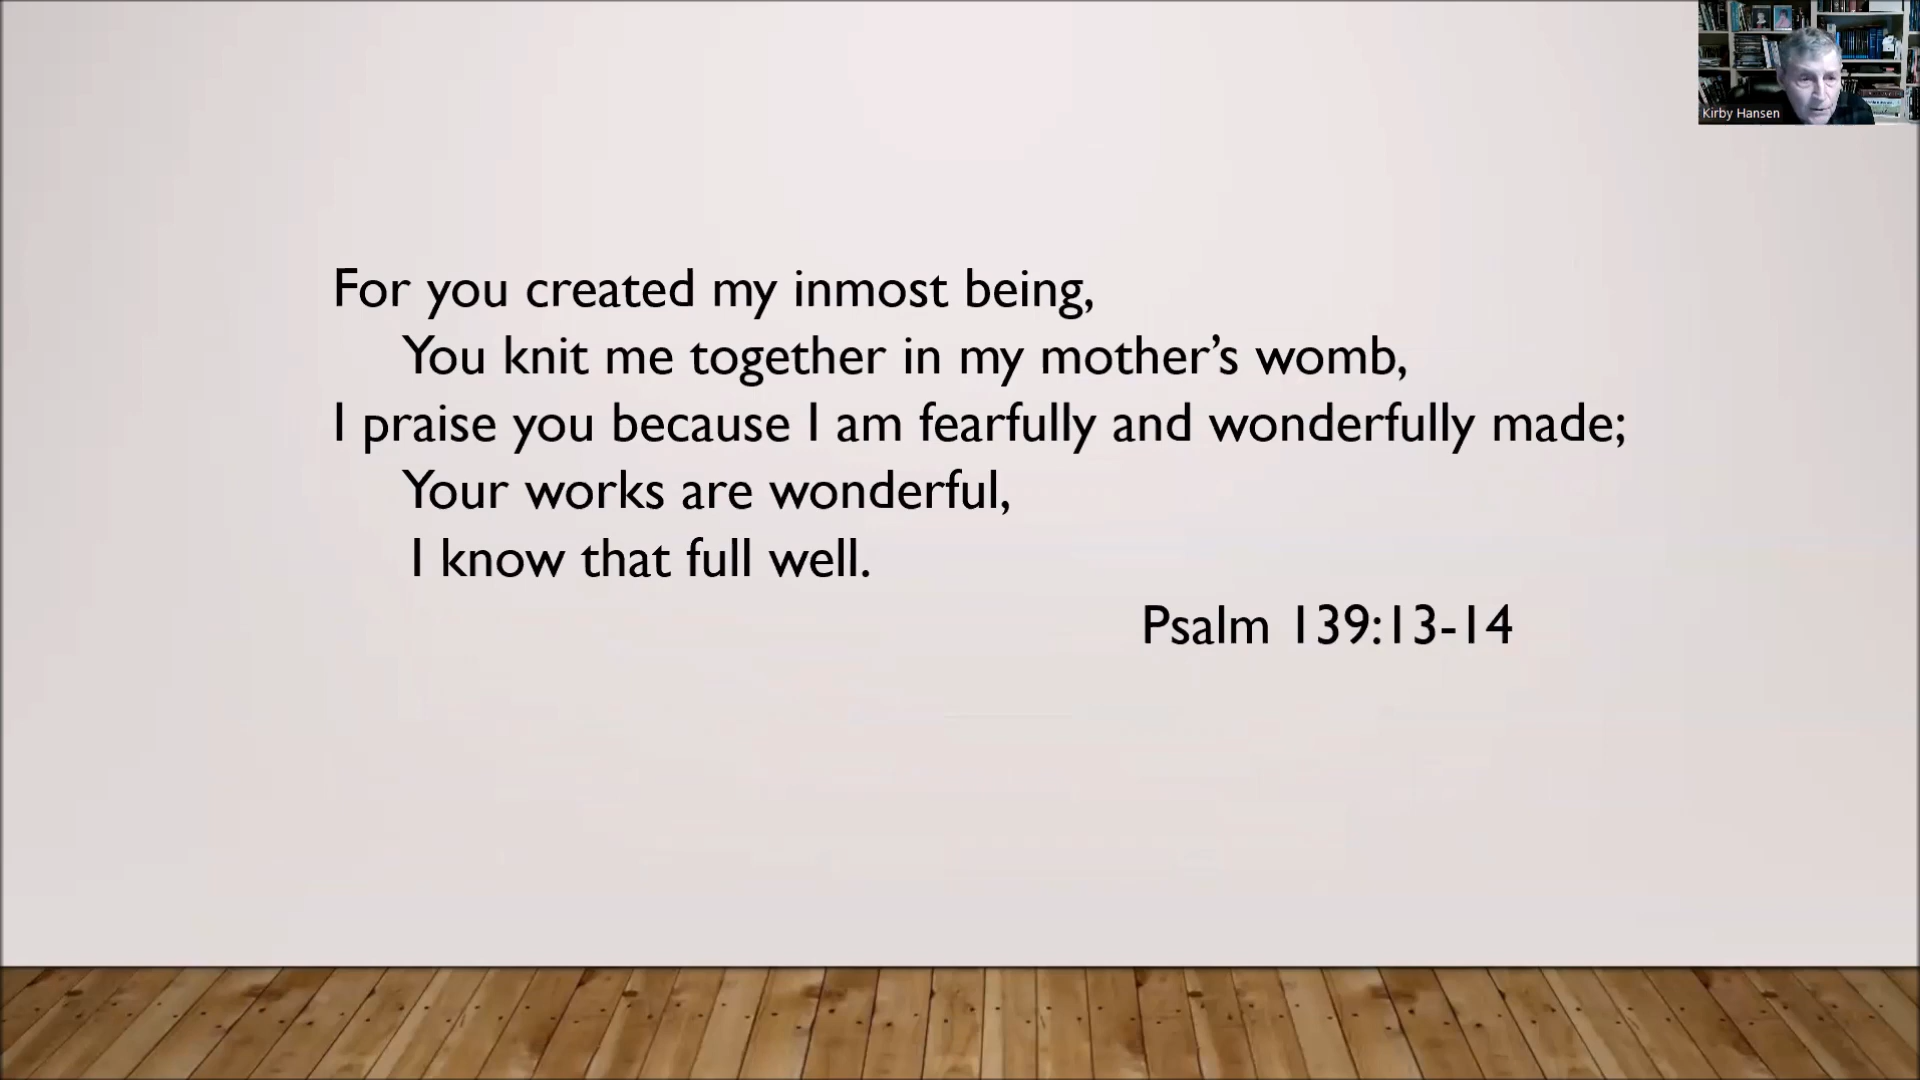 Kirby Hansen
For you created my inmost being,
You knit me together in my mother’s womb,
I praise you because I am fearfully and wonderfully made;
Your works are wonderful,
I know that full well.
Psalm 139:13-14